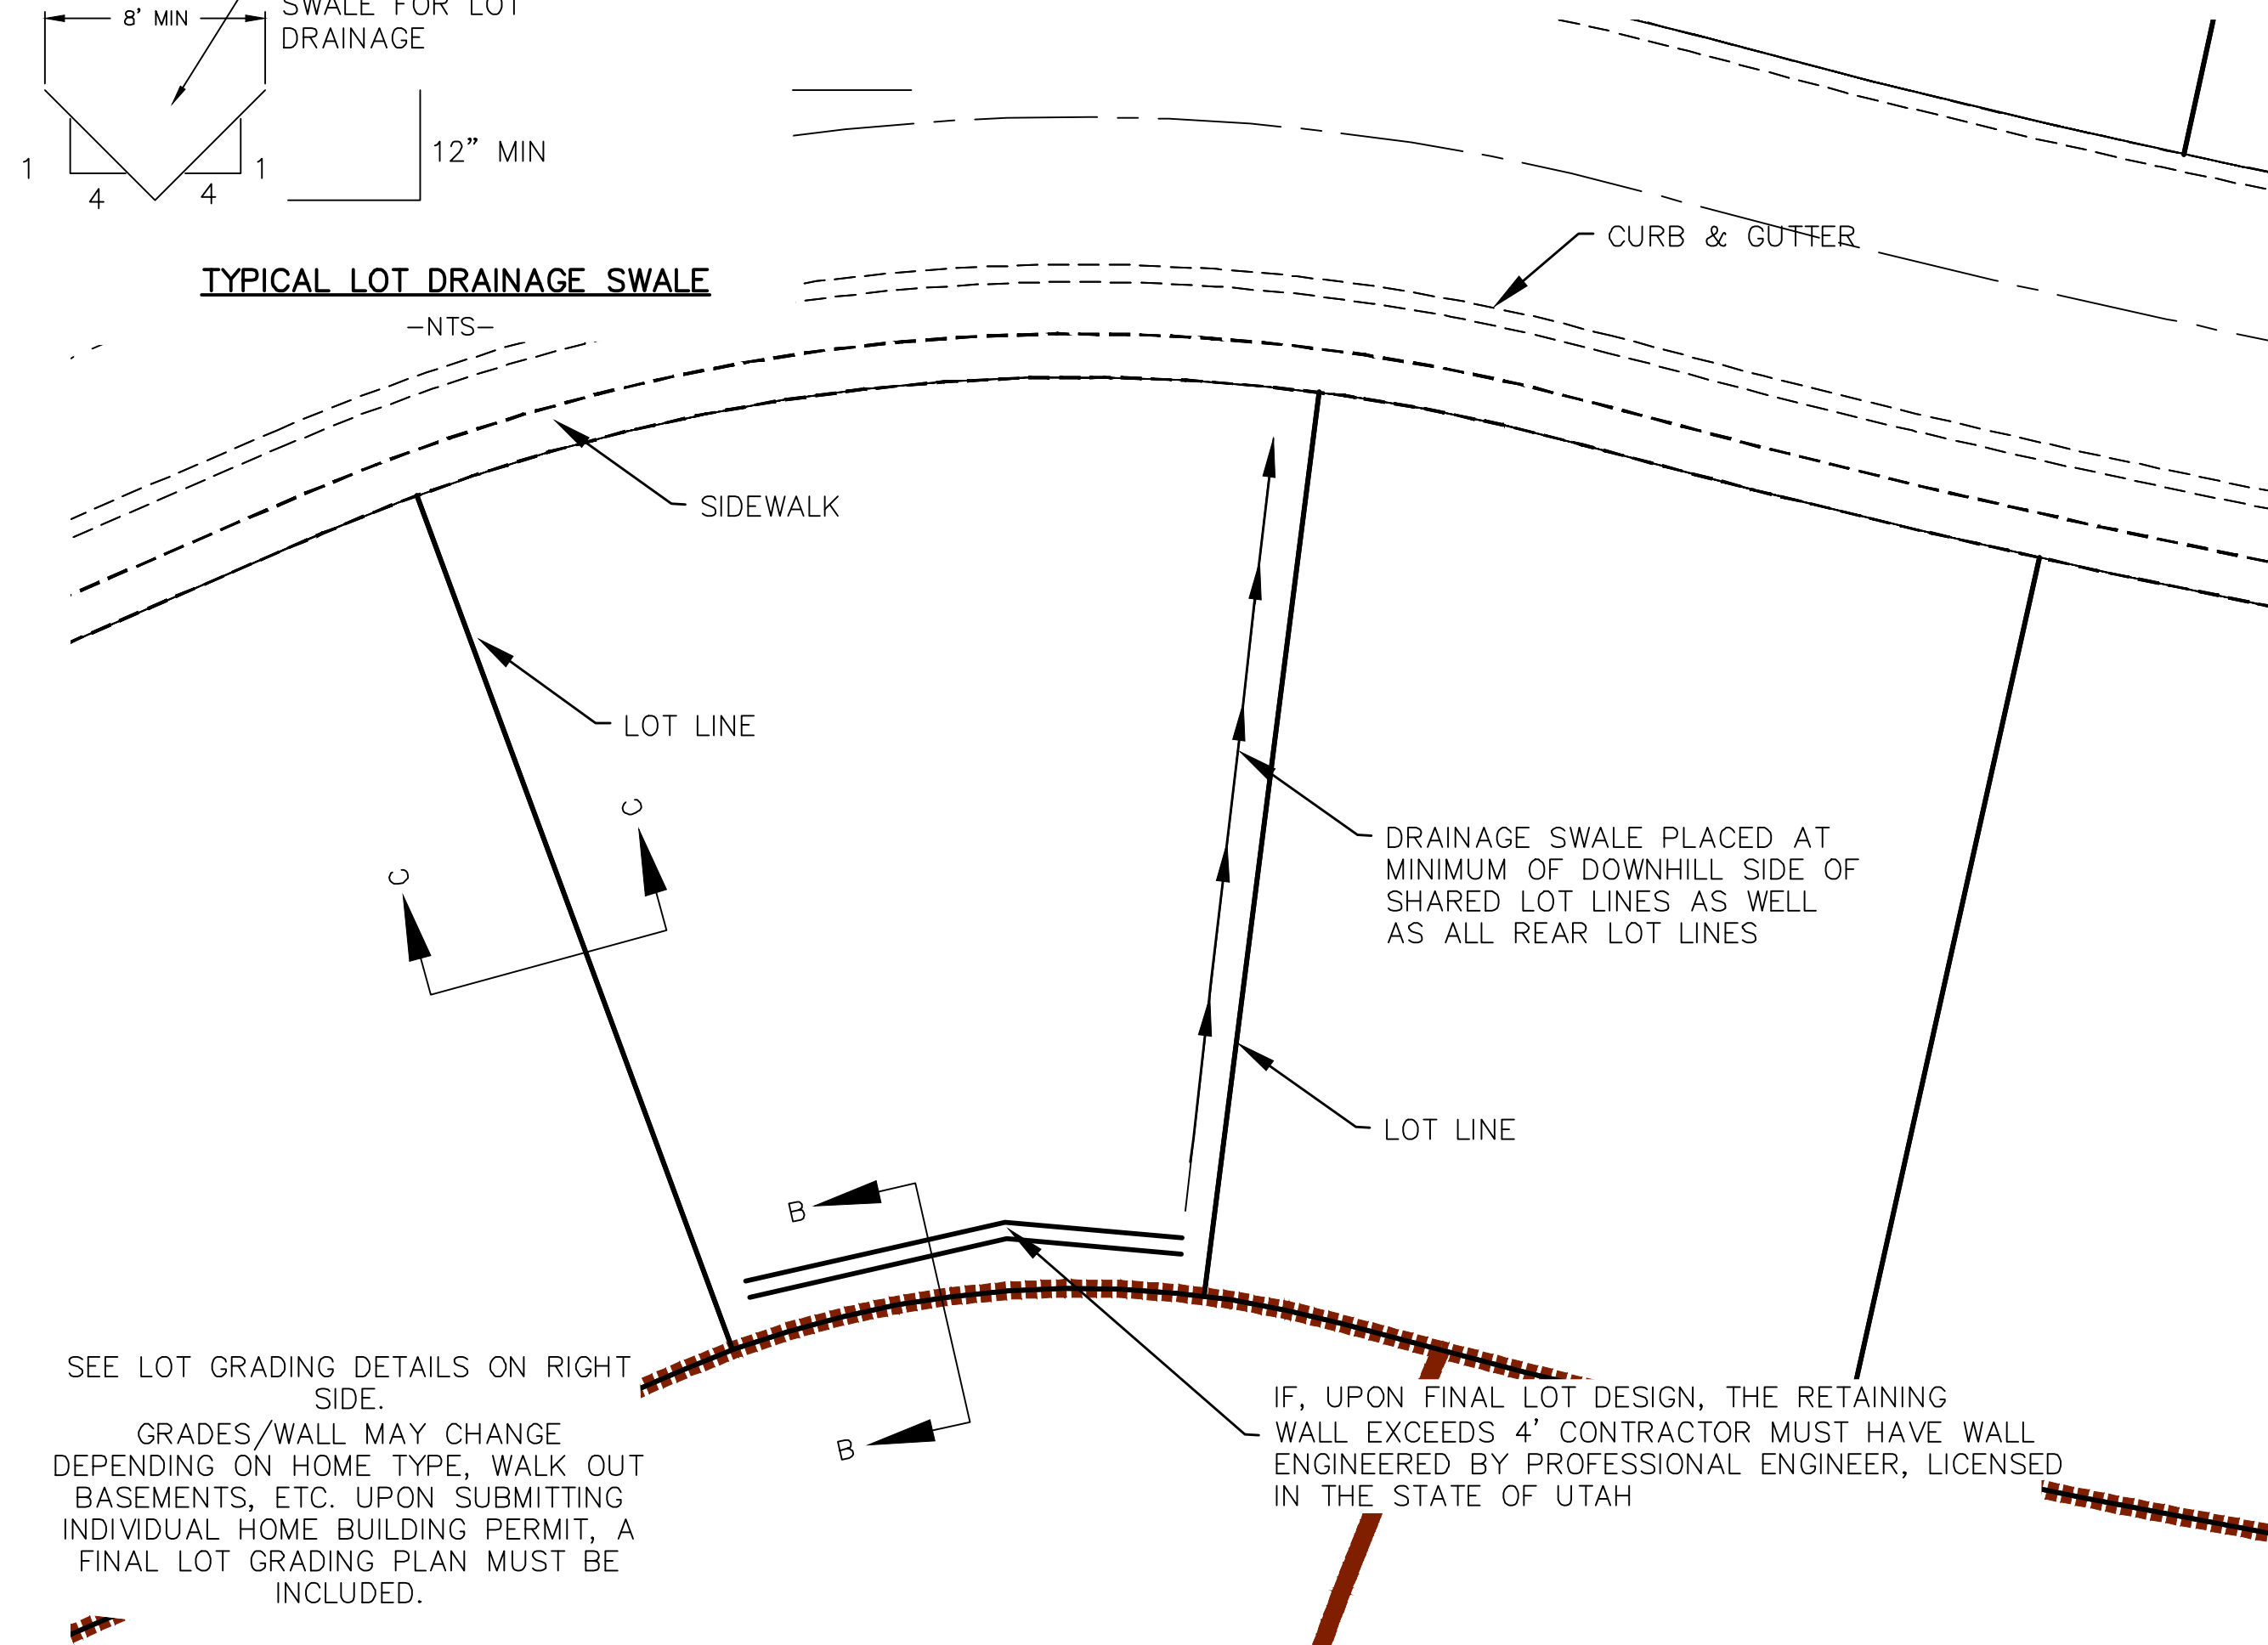 8' MIN
SWALE FOR LOT
DRAINAGE
1
4
4
1
12" MIN
TYPICAL LOT DRAINAGE SWALE
-NTS-
CURB & GUTTER
SIDEWALK
LOT LINE
C
C
DRAINAGE SWALE PLACED AT
MINIMUM OF DOWNHILL SIDE OF
SHARED LOT LINES AS WELL
AS ALL REAR LOT LINES
LOT LINE
B
B
SEE LOT GRADING DETAILS ON RIGHT
SIDE.
GRADES/WALL MAY CHANGE
DEPENDING ON HOME TYPE, WALK OUT
BASEMENTS, ETC. UPON SUBMITTING
INDIVIDUAL HOME BUILDING PERMIT, A
FINAL LOT GRADING PLAN MUST BE
INCLUDED.
IF, UPON FINAL LOT DESIGN, THE RETAINING
WALL EXCEEDS 4' CONTRACTOR MUST HAVE WALL
ENGINEERED BY PROFESSIONAL ENGINEER, LICENSED
IN THE STATE OF UTAH